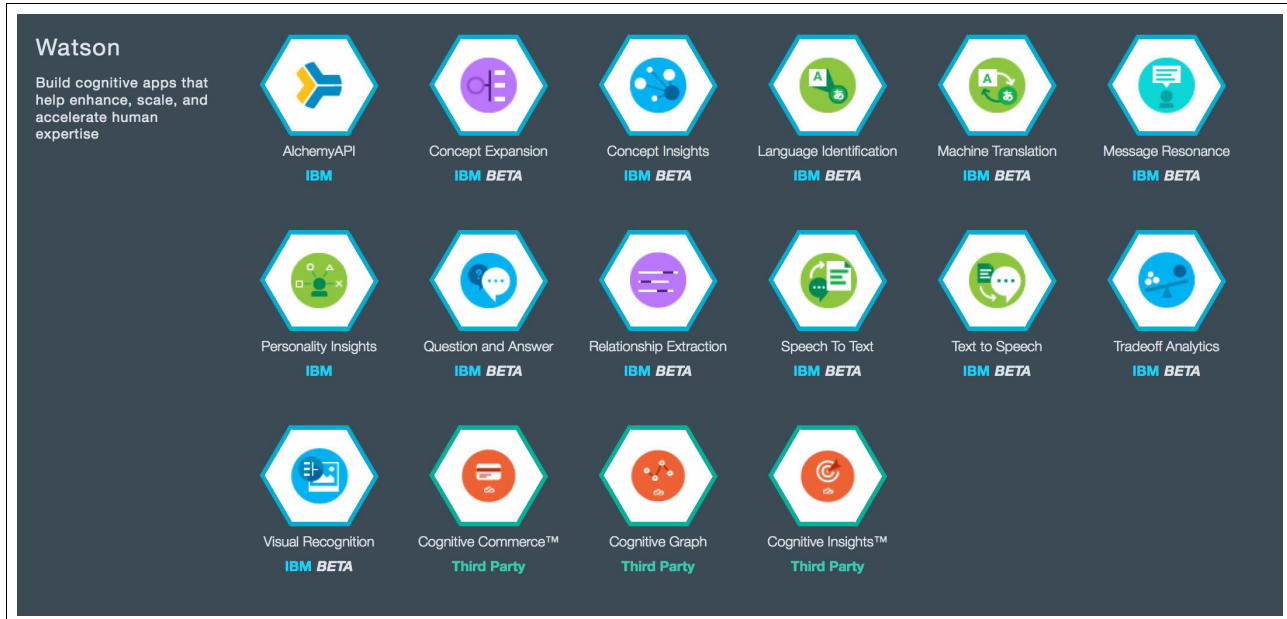 Watson
Build cognitive apps that
help enhance, scale, and
accelerate human
expertise
AlchemyAPI
IBM
Concept Expansion
IBM BETA
Concept Insights
IBM BETA
A
あ
Language Identification
IBM BETA
A
あ
Machine Translation
IBM BETA
Message Resonance
IBM BETA
Personality Insights
IBM
?
Question and Answer
IBM BETA
Relationship Extraction
IBM BETA
Speech To Text
IBM BETA
Text to Speech
IBM BETA
Tradeoff Analytics
IBM BETA
Visual Recognition
IBM BETA
Cognitive Commerce™
Third Party
Cognitive Graph
Third Party
Cognitive Insights™
Third Party